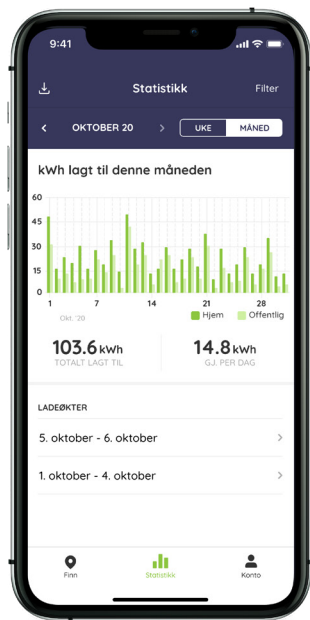 9:41
Statistikk
Filter
OKTOBER 20
UKE
MÅNED
kWh lagt til denne måneden
60
45
30
15
0
1 7 14 21 28
Okt. '20
Hjem
Offentlig
103.6 kWh
TOTALT LAGT TIL
14.8 kWh
GJ. PER DAG
LADEØKTER
5. oktober - 6. oktober
1. oktober - 4. oktober
Finn
Statistikk
Konto